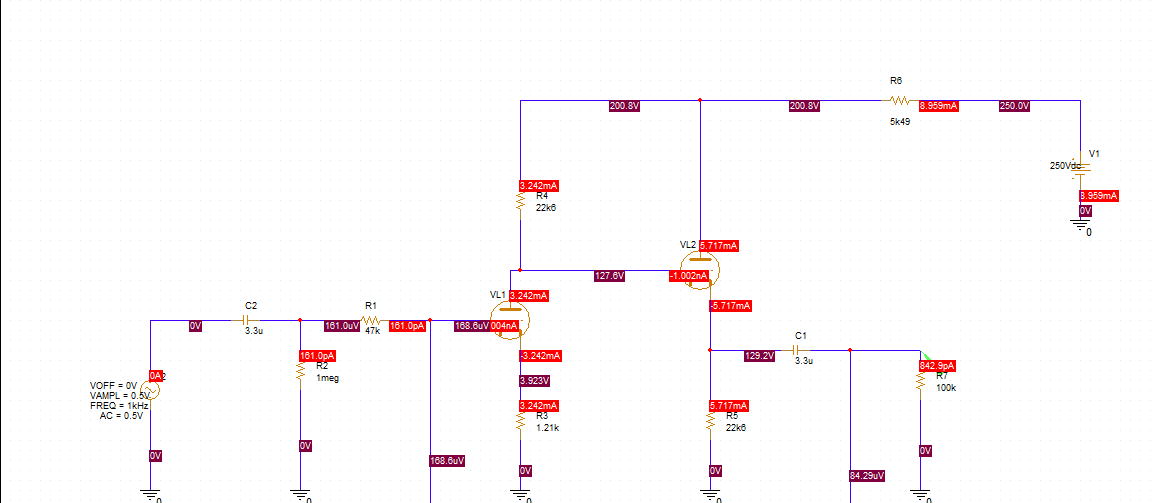 R6
200.8V
200.8V
8.959mA
250.0V
5k49
V1
250Vdc
3.242mA
R4
22k6
8.959mA
0V
0
VL2
5.717mA
127.6V
-1.002nA
VL1
3.242mA
C2
R1
-5.717mA
0V
3.3u
161.0uV
47k
161.0pA
168.6uV
004nA
C1
161.0pA
R2
1meg
-3.242mA
129.2V
3.3u
842.9pA
R7
100k
0A
VOFF = 0V
VAMPL = 0.5V
FREQ = 1kHz
AC = 0.5V
3.923V
3.242mA
R3
1.21k
5.717mA
R5
22k6
0V
0V
168.6uV
0V
0V
84.29uV
0V
0
0
0
0
0